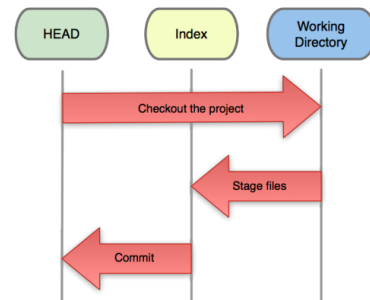 HEAD
Index
Working
Directory
Checkout the project
Stage files
Commit